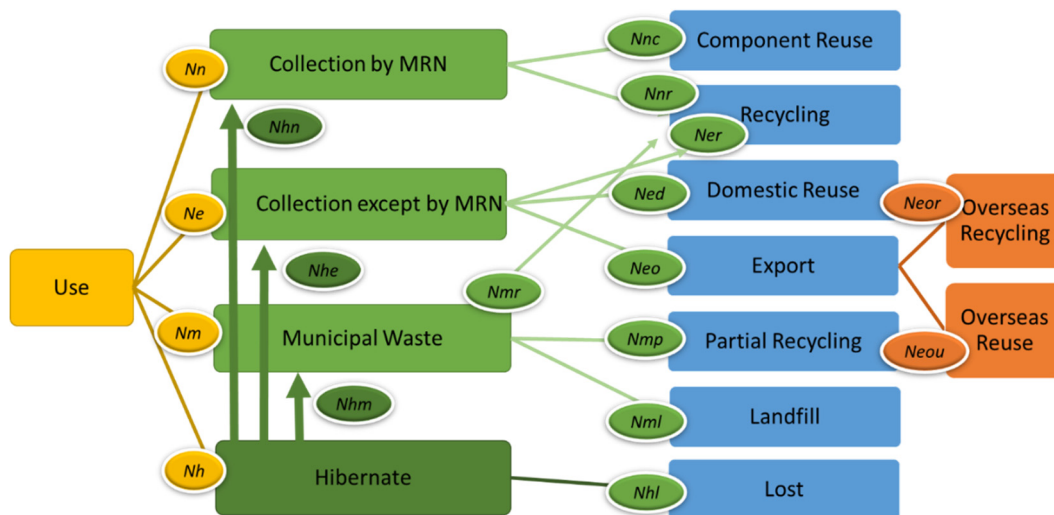 Nnc
Component Reuse
Nn
Collection by MRN
Nnr
Recycling
Nhn
Ner
Collection except by MRN
Ned
Domestic Reuse
Neor
Overseas
Recycling
Ne
Nhe
Neo
Export
Use
Nmr
Nm
Municipal Waste
Nmp
Partial Recycling
Neou
Overseas
Reuse
Nhm
Nml
Landfill
Nh
Hibernate
Nhl
Lost